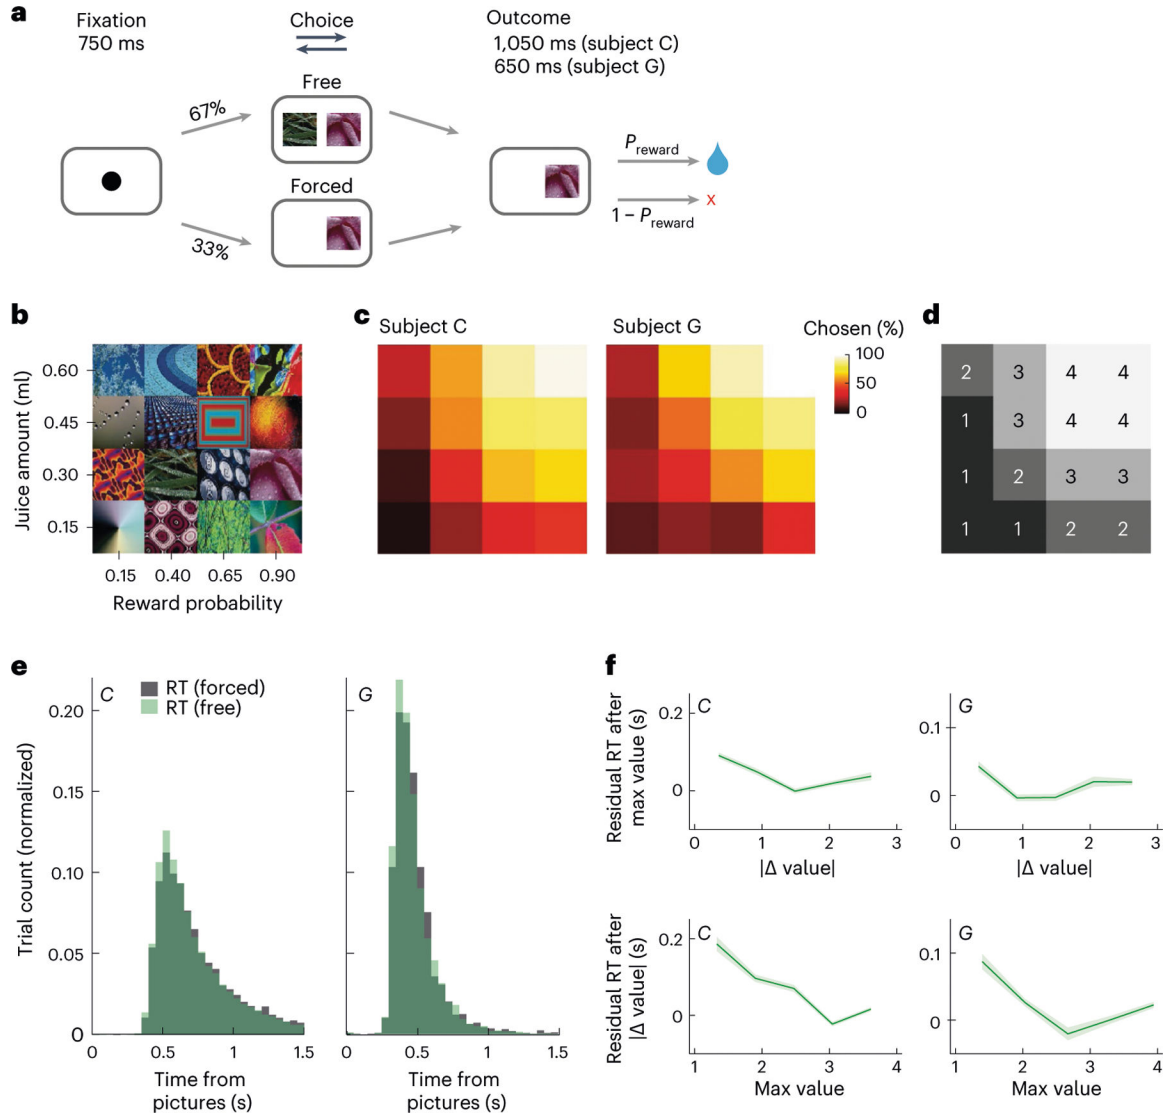 a
Fixation
750 ms
Choice
Outcome
1,050 ms (subject C)
650 ms (subject G)
Free
67%
Forced
33%
P reward
1 – P reward
x
b
Juice amount (ml)
0.60
0.45
0.30
0.15
0.15 0.40 0.65 0.90
Reward probability
c
Subject C
Subject G
Chosen (%)
100
50
0
d
2 3 4 4
1 3 4 4
1 2 3 3
1 1 2 2
e
Trial count (normalized)
C
RT (forced)
RT (free)
0.20
0.15
0.10
0.05
0
0 0.5 1 1.5
Time from
pictures (s)
G
0.5 1 1.5
Time from
pictures (s)
f
Residual RT after
max value (s)
C
0.2
0
0 1 2 3
|Δ value|
G
0.1
0
0 1 2 3
|Δ value|
Residual RT after
|Δ value| (s)
C
0.2
0
1 2 3 4
Max value
G
0.1
0
1 2 3 4
Max value